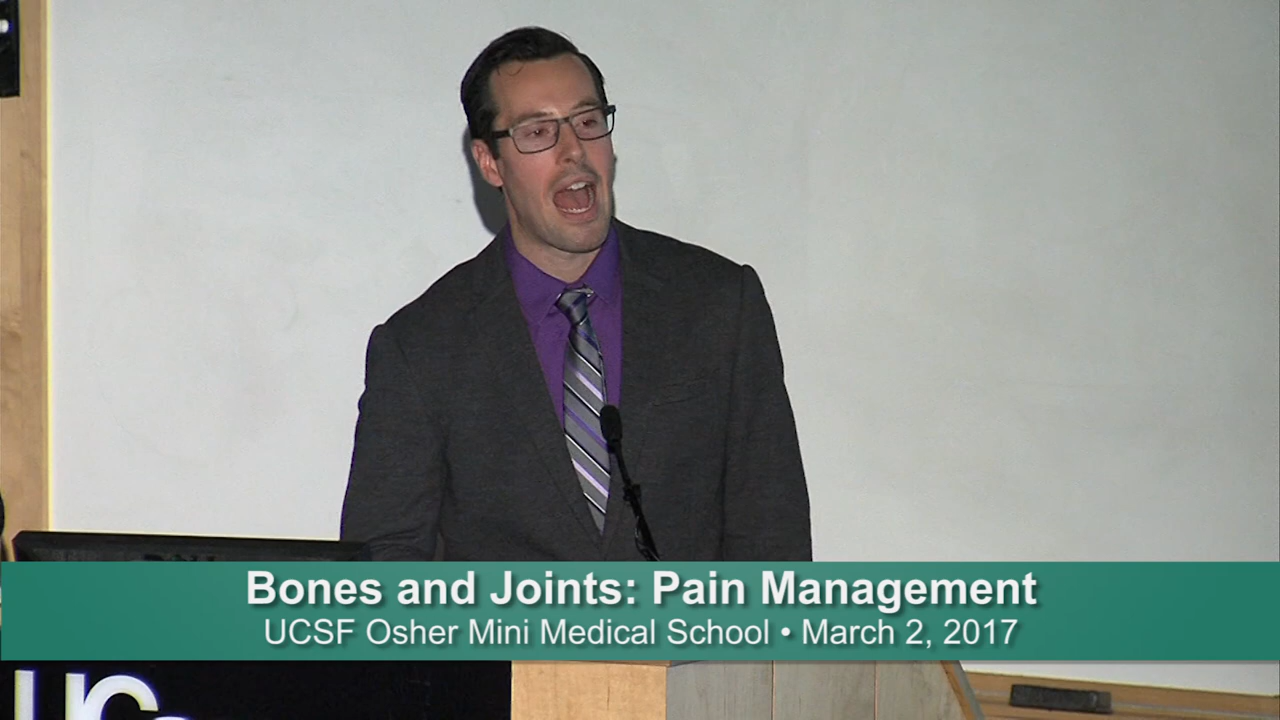 Bones and Joints: Pain Management
UCSF Osher Mini Medical School • March 2, 2017